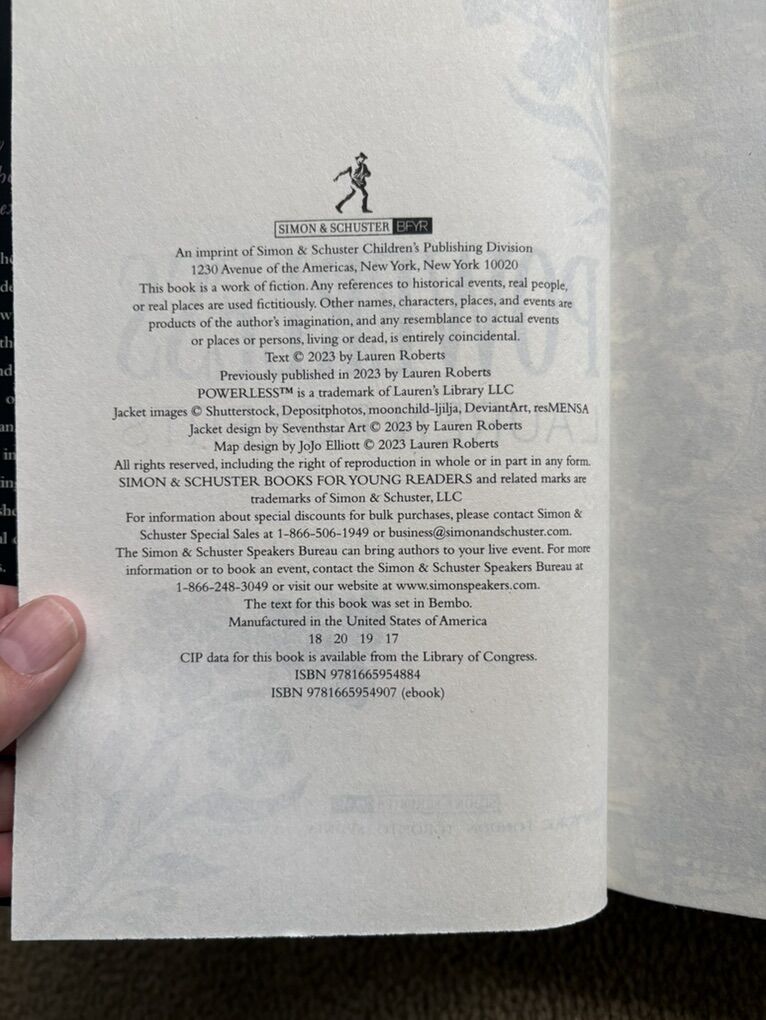 SIMON & SCHUSTER BFYR
An imprint of Simon & Schuster Children's Publishing Division
1230 Avenue of the Americas, New York, New York 10020
This book is a work of fiction. Any references to historical events, real people,
or real places are used fictitiously. Other names, characters, places, and events are
products of the author's imagination, and any resemblance to actual events
or places or persons, living or dead, is entirely coincidental.
Text © 2023 by Lauren Roberts
Previously published in 2023 by Lauren Roberts
POWERLESS™ is a trademark of Lauren's Library LLC
Jacket images © Shutterstock, Depositphotos, moonchild-ljilja, DeviantArt, resMENSA
Jacket design by Seventhstar Art © 2023 by Lauren Roberts
Map design by JoJo Elliott © 2023 Lauren Roberts
All rights reserved, including the right of reproduction in whole or in part in any form.
SIMON & SCHUSTER BOOKS FOR YOUNG READERS and related marks are
trademarks of Simon & Schuster, LLC
For information about special discounts for bulk purchases, please contact Simon &
Schuster Special Sales at 1-866-506-1949 or business@simonandschuster.com.
The Simon & Schuster Speakers Bureau can bring authors to your live event. For more
information or to book an event, contact the Simon & Schuster Speakers Bureau at
1-866-248-3049 or visit our website at www.simonspeakers.com.
The text for this book was set in Bembo.
Manufactured in the United States of America
18 20 19 17
CIP data for this book is available from the Library of Congress.
ISBN 9781665954884
ISBN 9781665954907 (ebook)